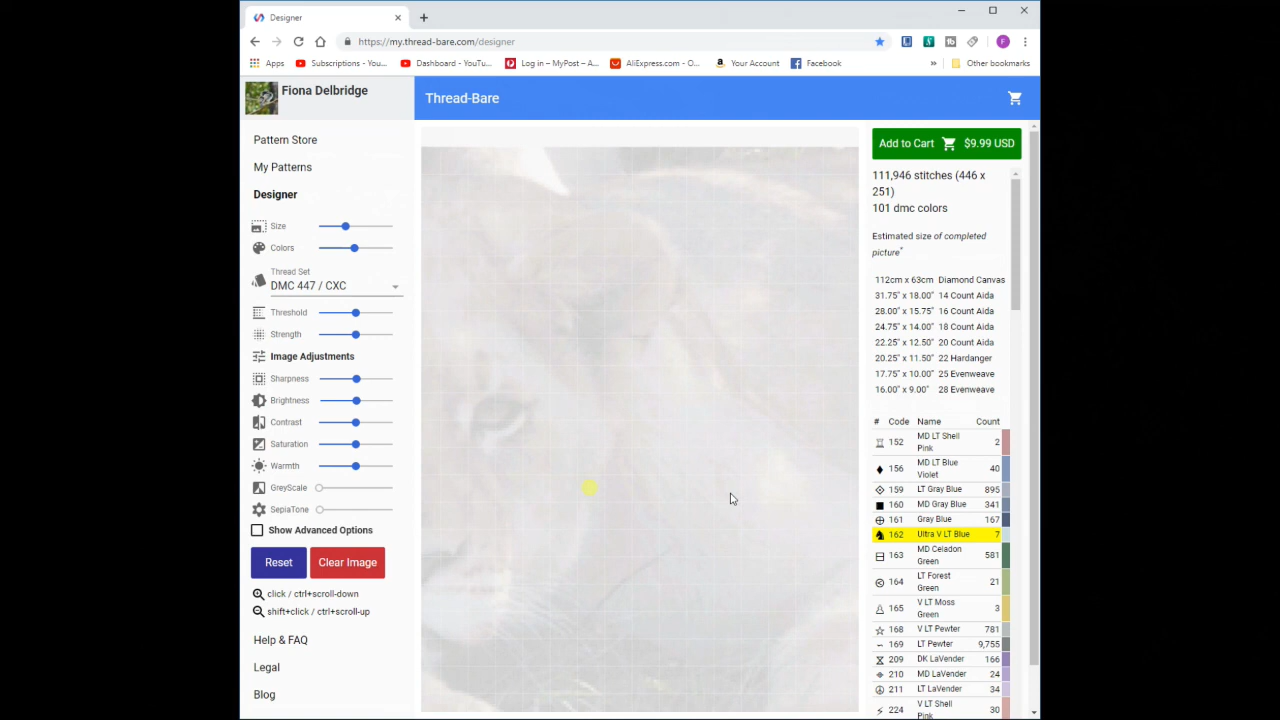 Designer
https://my.thread-bare.com/designer
Apps Subscriptions - You... Dashboard - YouTu... Log in – MyPost – A... AliExpress.com - O... Your Account Facebook » Other bookmarks
Fiona Delbridge
Thread-Bare
Pattern Store
My Patterns
Designer
Size
Colors
Thread Set
DMC 447 / CXC
Threshold
Strength
Image Adjustments
Sharpness
Brightness
Contrast
Saturation
Warmth
GreyScale
SepiaTone
Show Advanced Options
Reset Clear Image
click / ctrl+scroll-down
shift+click / ctrl+scroll-up
Help & FAQ
Legal
Blog
Add to Cart $9.99 USD
111,946 stitches (446 x
251)
101 dmc colors
Estimated size of completed
picture*
112cm x 63cm Diamond Canvas
31.75" x 18.00" 14 Count Aida
28.00" x 15.75" 16 Count Aida
24.75" x 14.00" 18 Count Aida
22.25" x 12.50" 20 Count Aida
20.25" x 11.50" 22 Hardanger
17.75" x 10.00" 25 Evenweave
16.00" x 9.00" 28 Evenweave
# Code Name Count
152 MD LT Shell Pink 2
156 MD LT Blue Violet 40
159 LT Gray Blue 895
160 MD Gray Blue 341
161 Gray Blue 167
162 Ultra V LT Blue 7
163 MD Celadon Green 581
164 LT Forest Green 21
165 V LT Moss Green 3
168 V LT Pewter 781
169 LT Pewter 9,755
209 DK LaVender 166
210 MD LaVender 24
211 LT LaVender 34
224 V LT Shell Pink 30